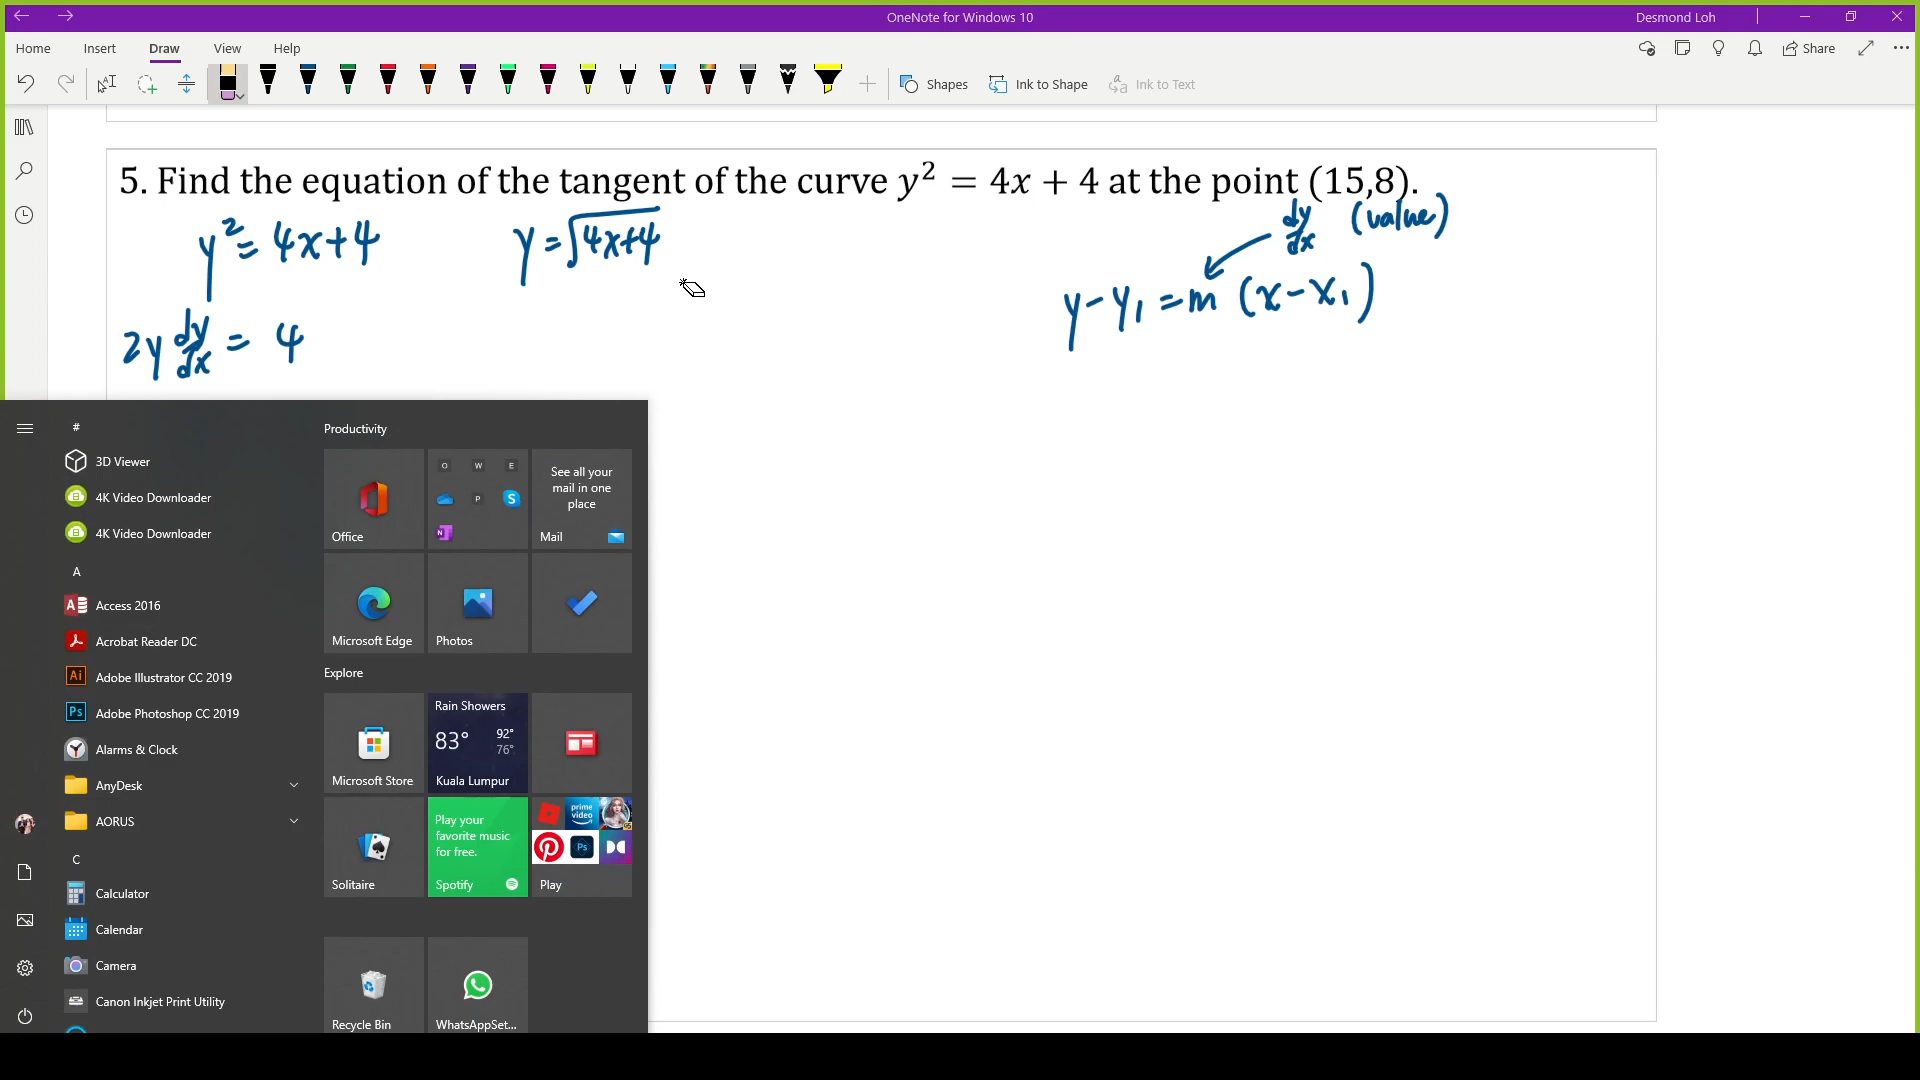 OneNote for Windows 10
Desmond Loh
Home
Insert
Draw
View
Help
Share
Shapes
Ink to Shape
Ink to Text
5. Find the equation of the tangent of the curve y² = 4x + 4 at the point (15,8).
y² = 4x+4
y = √(4x+4)
dy/dx (value)
y-y₁ = m (x-x₁)
2y dy/dx = 4
#
3D Viewer
4K Video Downloader
4K Video Downloader
A
Access 2016
Acrobat Reader DC
Adobe Illustrator CC 2019
Adobe Photoshop CC 2019
Alarms & Clock
AnyDesk
AORUS
C
Calculator
Calendar
Camera
Canon Inkjet Print Utility
Productivity
Office
O W E
P S
N
See all your
mail in one
place
Mail
Microsoft Edge
Photos
Explore
Microsoft Store
Rain Showers
83° 92°
76°
Kuala Lumpur
Solitaire
Play your
favorite music
for free.
Spotify
prime
video
Ps
Play
Recycle Bin
WhatsAppSet...